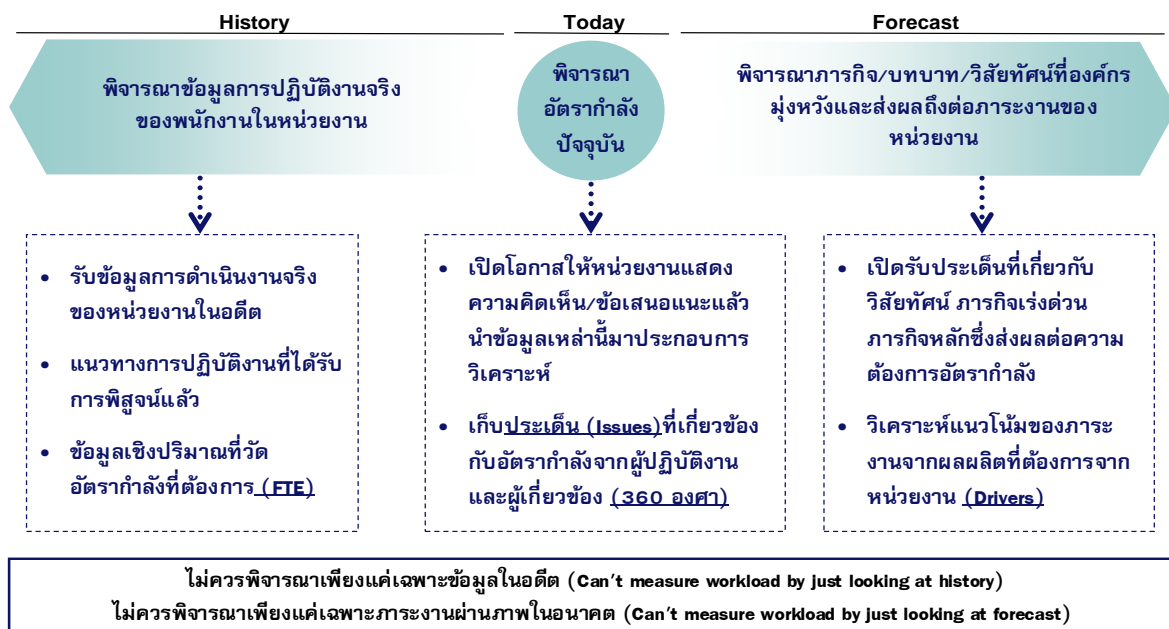 History
Today
Forecast
พิจารณาข้อมูลการปฏิบัติงานจริง
ของพนักงานในหน่วยงาน
พิจารณา
อัตรากำลัง
ปัจจุบัน
พิจารณาภารกิจ/บทบาท/วิสัยทัศน์ที่องค์กร
มุ่งหวังและส่งผลถึงต่อภาระงานของ
หน่วยงาน
• รับข้อมูลการดำเนินงานจริง
ของหน่วยงานในอดีต
• แนวทางการปฏิบัติงานที่ได้รับ
การพิสูจน์แล้ว
• ข้อมูลเชิงปริมาณที่วัด
อัตรากำลังที่ต้องการ (FTE)
• เปิดโอกาสให้หน่วยงานแสดง
ความคิดเห็น/ข้อเสนอแนะแล้ว
นำข้อมูลเหล่านี้มาประกอบการ
วิเคราะห์
• เก็บประเด็น (Issues)ที่เกี่ยวข้อง
กับอัตรากำลังจากผู้ปฏิบัติงาน
และผู้เกี่ยวข้อง (360 องศา)
• เปิดรับประเด็นที่เกี่ยวกับ
วิสัยทัศน์ ภารกิจเร่งด่วน
ภารกิจหลักซึ่งส่งผลต่อความ
ต้องการอัตรากำลัง
• วิเคราะห์แนวโน้มของภาระ
งานจากผลผลิตที่ต้องการจาก
หน่วยงาน (Drivers)
ไม่ควรพิจารณาเพียงแค่เฉพาะข้อมูลในอดีต (Can't measure workload by just looking at history)
ไม่ควรพิจารณาเพียงแค่เฉพาะภาระงานผ่านภาพในอนาคต (Can't measure workload by just looking at forecast)